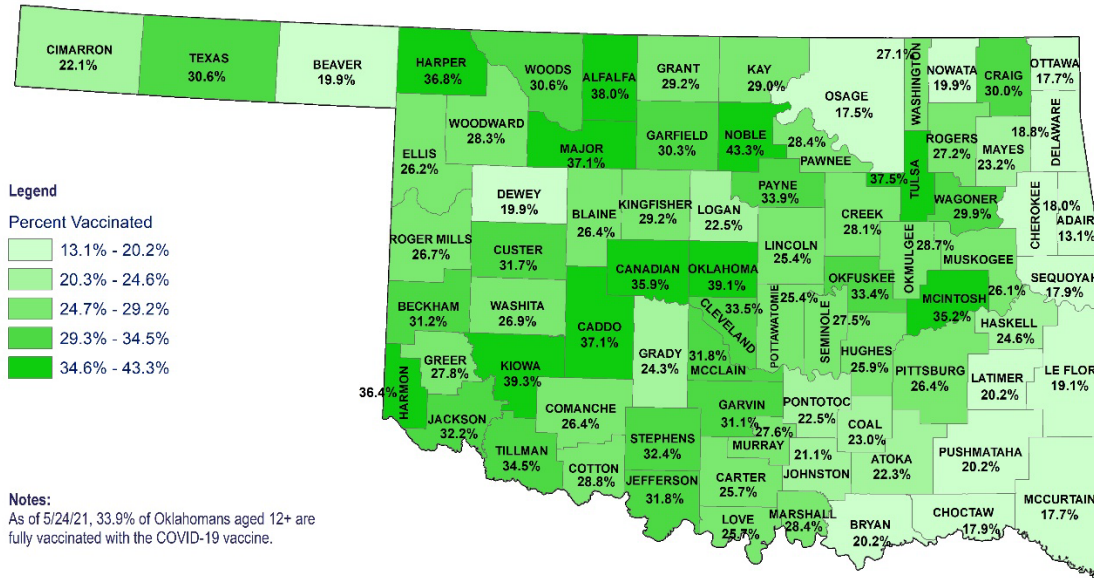 CIMARRON
22.1%
TEXAS
30.6%
BEAVER
19.9%
HARPER
36.8%
WOODS
30.6%
ALFALFA
38.0%
GRANT
29.2%
KAY
29.0%
OSAGE
17.5%
27.1%
WASHINGTON
NOWATA
19.9%
CRAIG
30.0%
OTTAWA
17.7%
WOODWARD
28.3%
ELLIS
26.2%
MAJOR
37.1%
GARFIELD
30.3%
NOBLE
43.3%
28.4%
PAWNEE
ROGERS
27.2%
MAYES
23.2%
18.8%
DELAWARE
37.5%
TULSA
DEWEY
19.9%
BLAINE
26.4%
KINGFISHER
29.2%
LOGAN
22.5%
PAYNE
33.9%
CREEK
28.1%
WAGONER
29.9%
CHEROKEE
18.0%
ADAIR
13.1%
ROGER MILLS
26.7%
CUSTER
31.7%
CANADIAN
35.9%
OKLAHOMA
39.1%
LINCOLN
25.4%
OKFUSKEE
33.4%
OKMULGEE
28.7%
MUSKOGEE
26.1%
SEQUOYAH
17.9%
BECKHAM
31.2%
WASHITA
26.9%
CADDO
37.1%
GRADY
24.3%
33.5%
CLEVELAND
31.8%
MCCLAIN
POTTAWATOMIE
25.4%
SEMINOLE
27.5%
HUGHES
25.9%
MCINTOSH
35.2%
HASKELL
24.6%
PITTSBURG
26.4%
LATIMER
20.2%
LE FLOR
19.1%
GREER
27.8%
KIOWA
39.3%
36.4%
HARMON
JACKSON
32.2%
COMANCHE
26.4%
TILLMAN
34.5%
COTTON
28.8%
STEPHENS
32.4%
JEFFERSON
31.8%
GARVIN
31.1%
27.6%
MURRAY
PONTOTOC
22.5%
COAL
23.0%
21.1%
JOHNSTON
ATOKA
22.3%
PUSHMATAHA
20.2%
CARTER
25.7%
LOVE
25.7%
MARSHALL
28.4%
BRYAN
20.2%
CHOCTAW
17.9%
MCCURTAIN
17.7%
Legend
Percent Vaccinated
13.1% - 20.2%
20.3% - 24.6%
24.7% - 29.2%
29.3% - 34.5%
34.6% - 43.3%
Notes:
As of 5/24/21, 33.9% of Oklahomans aged 12+ are
fully vaccinated with the COVID-19 vaccine.